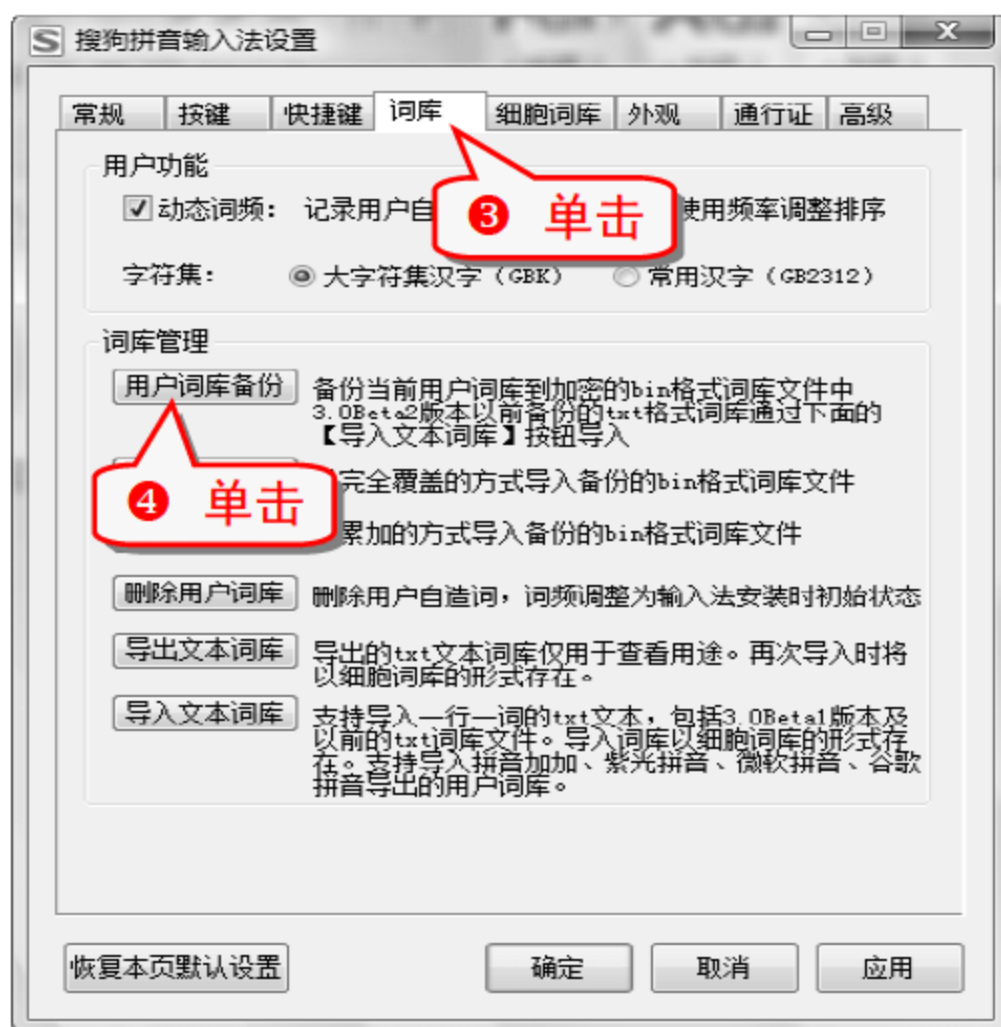 搜狗拼音输入法设置
常规 按键 快捷键 词库 细胞词库 外观 通行证 高级
用户功能
动态词频： 记录用户自 使用频率调整排序
❸ 单击
字符集： 大字符集汉字（GBK） 常用汉字（GB2312）
词库管理
用户词库备份 备份当前用户词库到加密的bin格式词库文件中
3.0Beta2版本以前备份的txt格式词库通过下面的
【导入文本词库】按钮导入
❹ 单击
完全覆盖的方式导入备份的bin格式词库文件
累加的方式导入备份的bin格式词库文件
删除用户词库 删除用户自造词，词频调整为输入法安装时初始状态
导出文本词库 导出的txt文本词库仅用于查看用途。再次导入时将
以细胞词库的形式存在。
导入文本词库 支持导入一行一词的txt文本，包括3.0Beta1版本及
以前的txt词库文件。导入词库以细胞词库的形式存
在。支持导入拼音加加、紫光拼音、微软拼音、谷歌
拼音导出的用户词库。
恢复本页默认设置 确定 取消 应用